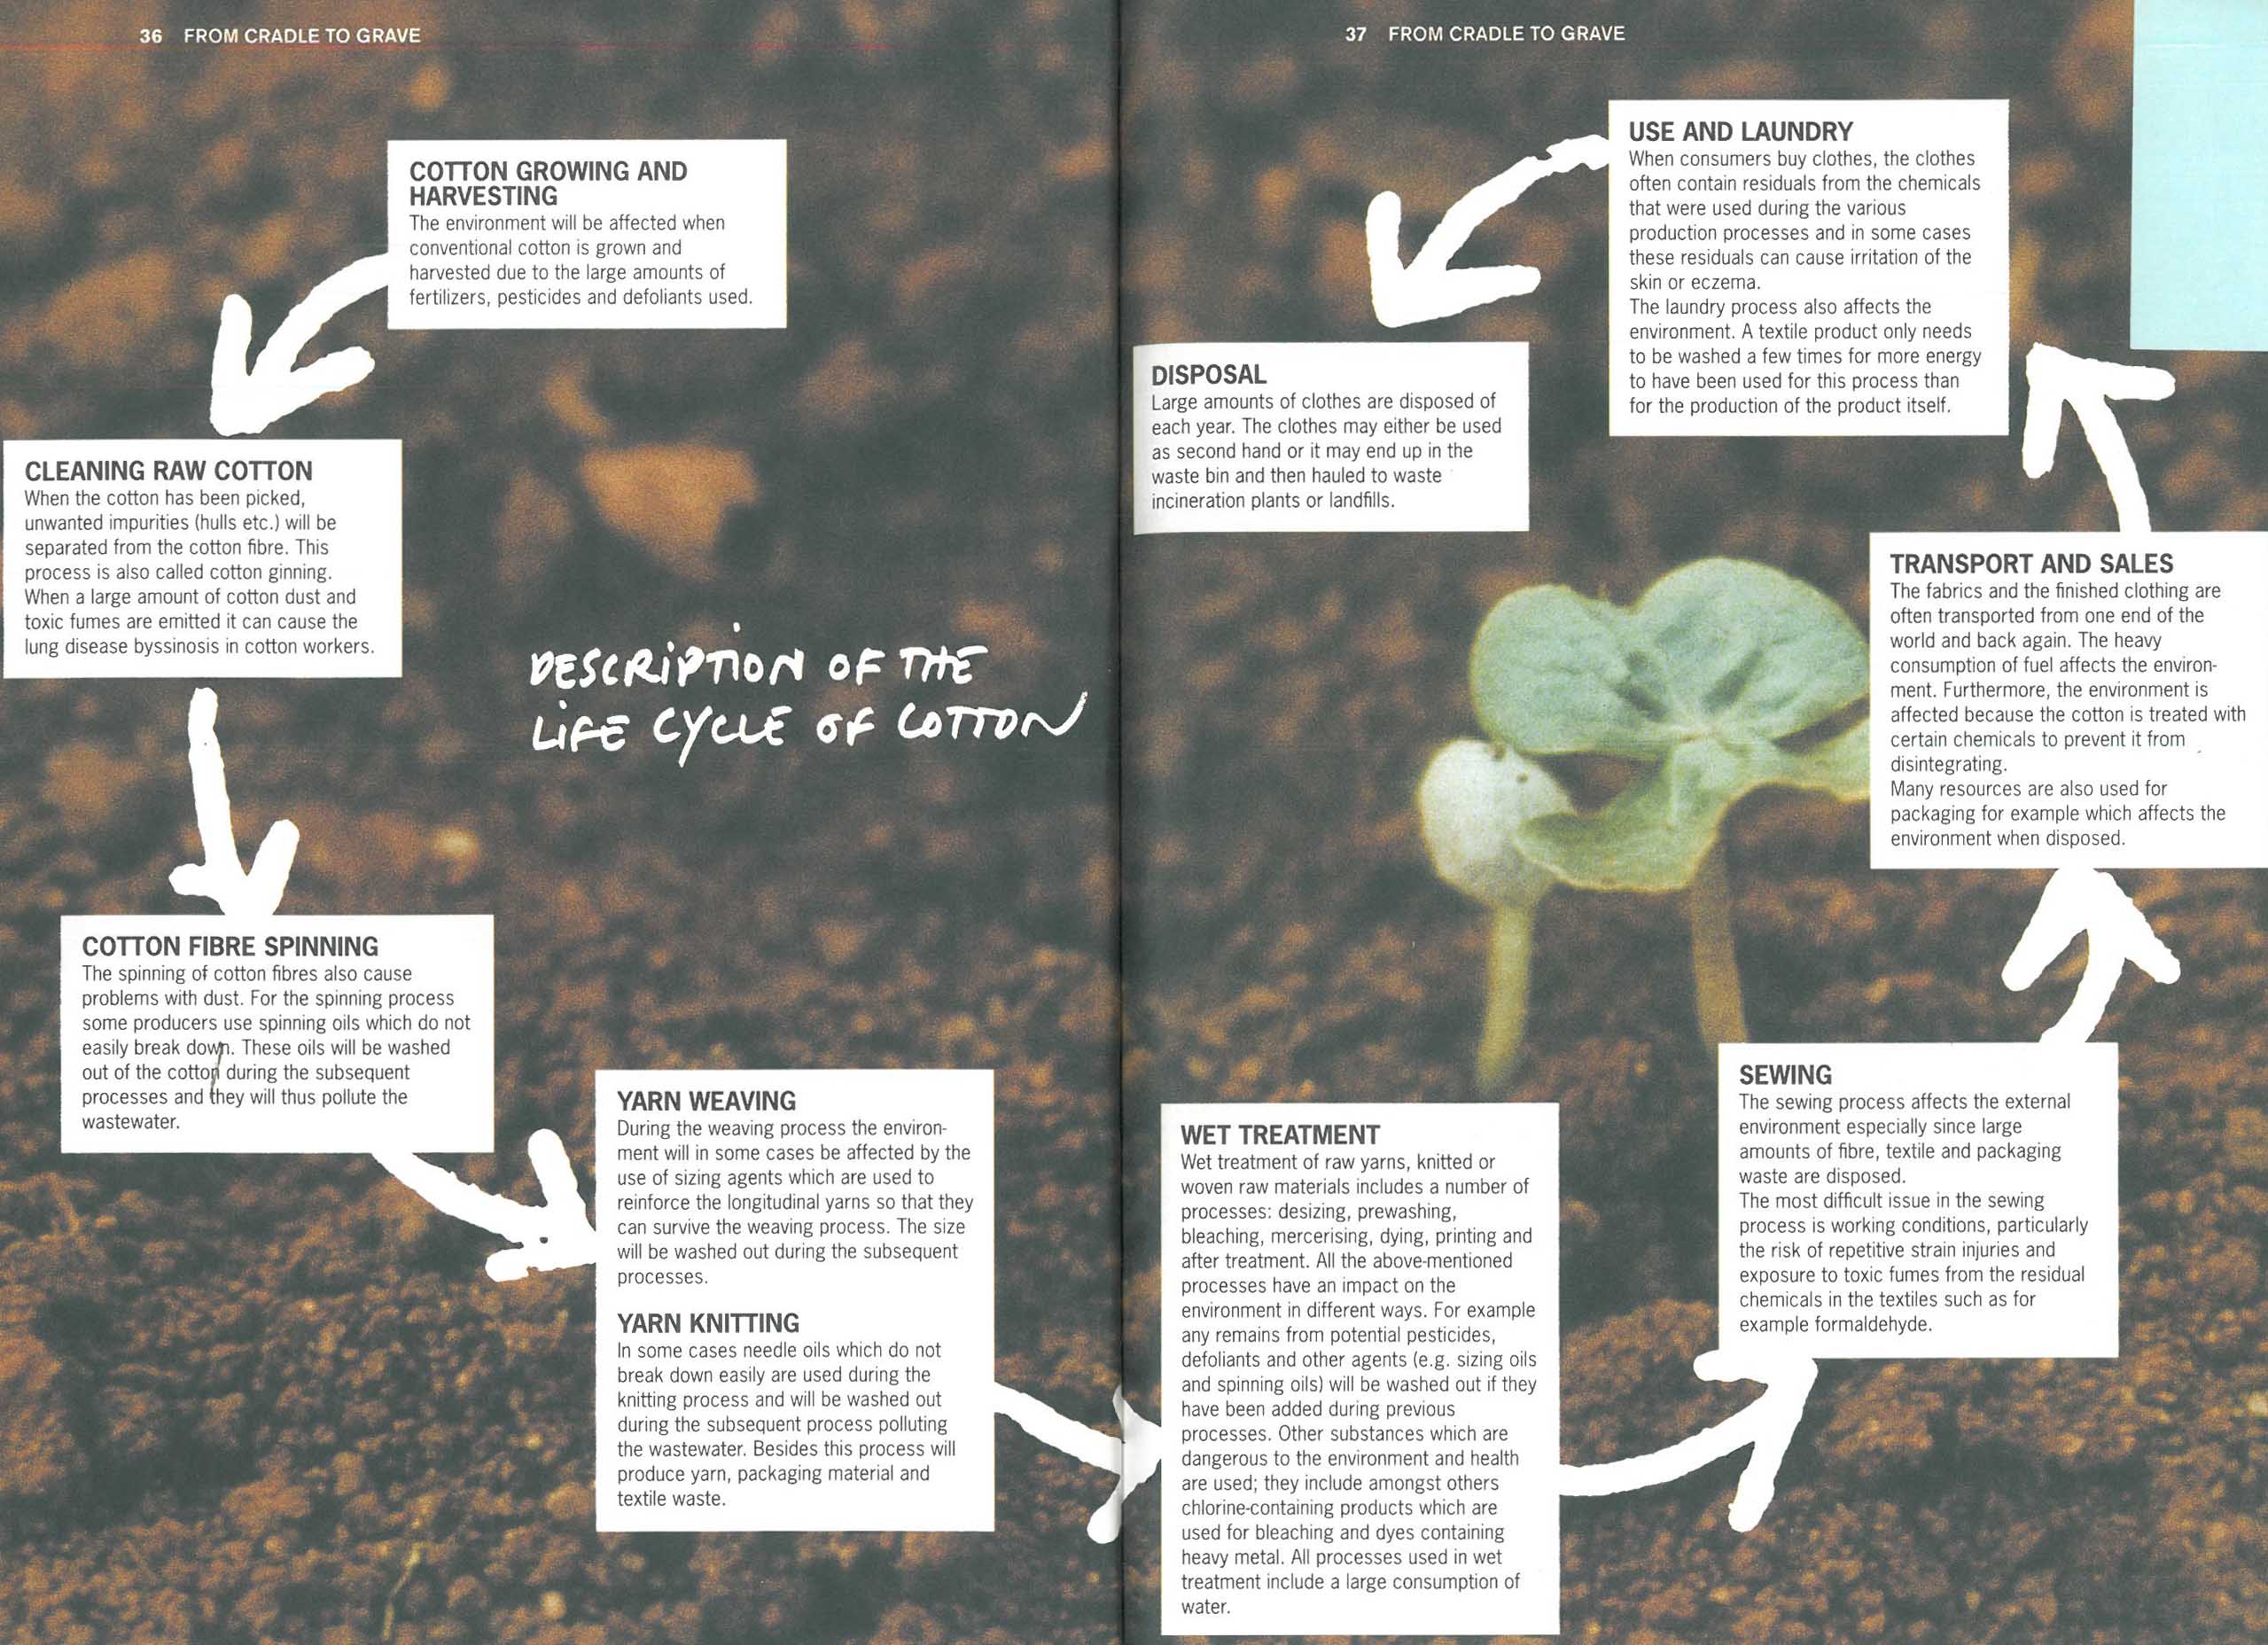 36 FROM CRADLE TO GRAVE
COTTON GROWING AND
HARVESTING
The environment will be affected when
conventional cotton is grown and
harvested due to the large amounts of
fertilizers, pesticides and defoliants used.
CLEANING RAW COTTON
When the cotton has been picked,
unwanted impurities (hulls etc.) will be
separated from the cotton fibre. This
process is also called cotton ginning.
When a large amount of cotton dust and
toxic fumes are emitted it can cause the
lung disease byssinosis in cotton workers.
DESCRIPTION OF THE
LIFE CYCLE OF COTTON
COTTON FIBRE SPINNING
The spinning of cotton fibres also cause
problems with dust. For the spinning process
some producers use spinning oils which do not
easily break down. These oils will be washed
out of the cotton during the subsequent
processes and they will thus pollute the
wastewater.
YARN WEAVING
During the weaving process the environ-
ment will in some cases be affected by the
use of sizing agents which are used to
reinforce the longitudinal yarns so that they
can survive the weaving process. The size
will be washed out during the subsequent
processes.
YARN KNITTING
In some cases needle oils which do not
break down easily are used during the
knitting process and will be washed out
during the subsequent process polluting
the wastewater. Besides this process will
produce yarn, packaging material and
textile waste.
37 FROM CRADLE TO GRAVE
USE AND LAUNDRY
When consumers buy clothes, the clothes
often contain residuals from the chemicals
that were used during the various
production processes and in some cases
these residuals can cause irritation of the
skin or eczema.
The laundry process also affects the
environment. A textile product only needs
to be washed a few times for more energy
to have been used for this process than
for the production of the product itself.
DISPOSAL
Large amounts of clothes are disposed of
each year. The clothes may either be used
as second hand or it may end up in the
waste bin and then hauled to waste
incineration plants or landfills.
TRANSPORT AND SALES
The fabrics and the finished clothing are
often transported from one end of the
world and back again. The heavy
consumption of fuel affects the environ-
ment. Furthermore, the environment is
affected because the cotton is treated with
certain chemicals to prevent it from
disintegrating.
Many resources are also used for
packaging for example which affects the
environment when disposed.
SEWING
The sewing process affects the external
environment especially since large
amounts of fibre, textile and packaging
waste are disposed.
The most difficult issue in the sewing
process is working conditions, particularly
the risk of repetitive strain injuries and
exposure to toxic fumes from the residual
chemicals in the textiles such as for
example formaldehyde.
WET TREATMENT
Wet treatment of raw yarns, knitted or
woven raw materials includes a number of
processes: desizing, prewashing,
bleaching, mercerising, dying, printing and
after treatment. All the above-mentioned
processes have an impact on the
environment in different ways. For example
any remains from potential pesticides,
defoliants and other agents (e.g. sizing oils
and spinning oils) will be washed out if they
have been added during previous
processes. Other substances which are
dangerous to the environment and health
are used; they include amongst others
chlorine-containing products which are
used for bleaching and dyes containing
heavy metal. All processes used in wet
treatment include a large consumption of
water.